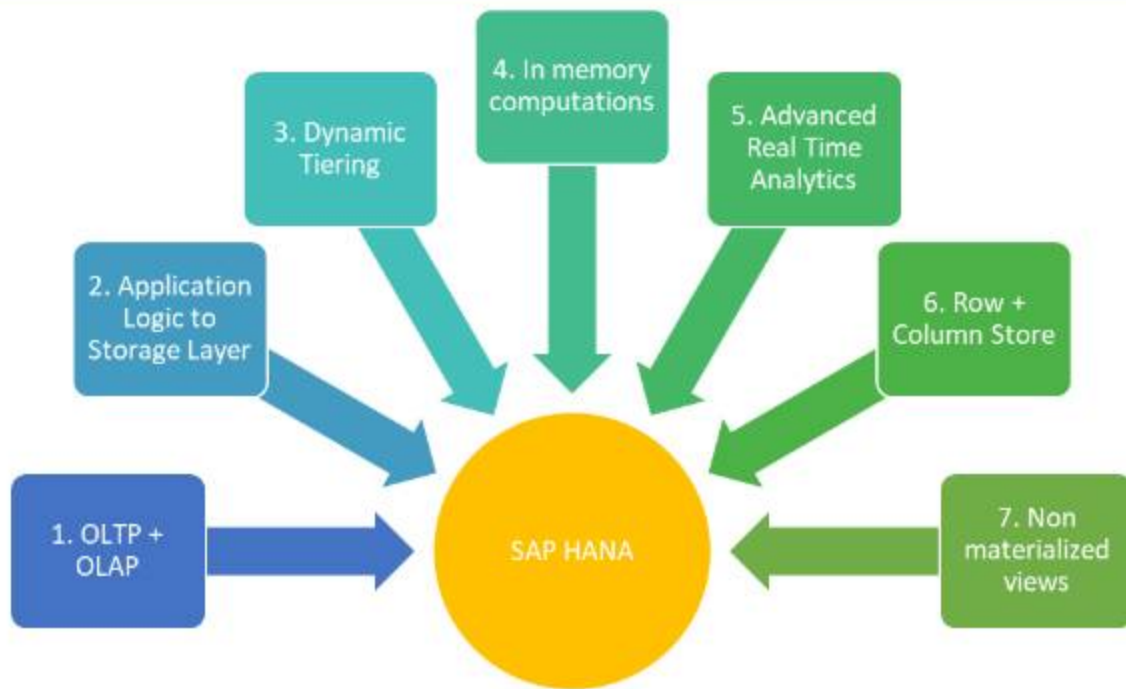 1. OLTP +
OLAP
2. Application
Logic to
Storage Layer
3. Dynamic
Tiering
4. In memory
computations
5. Advanced
Real Time
Analytics
6. Row +
Column Store
7. Non
materialized
views
SAP HANA